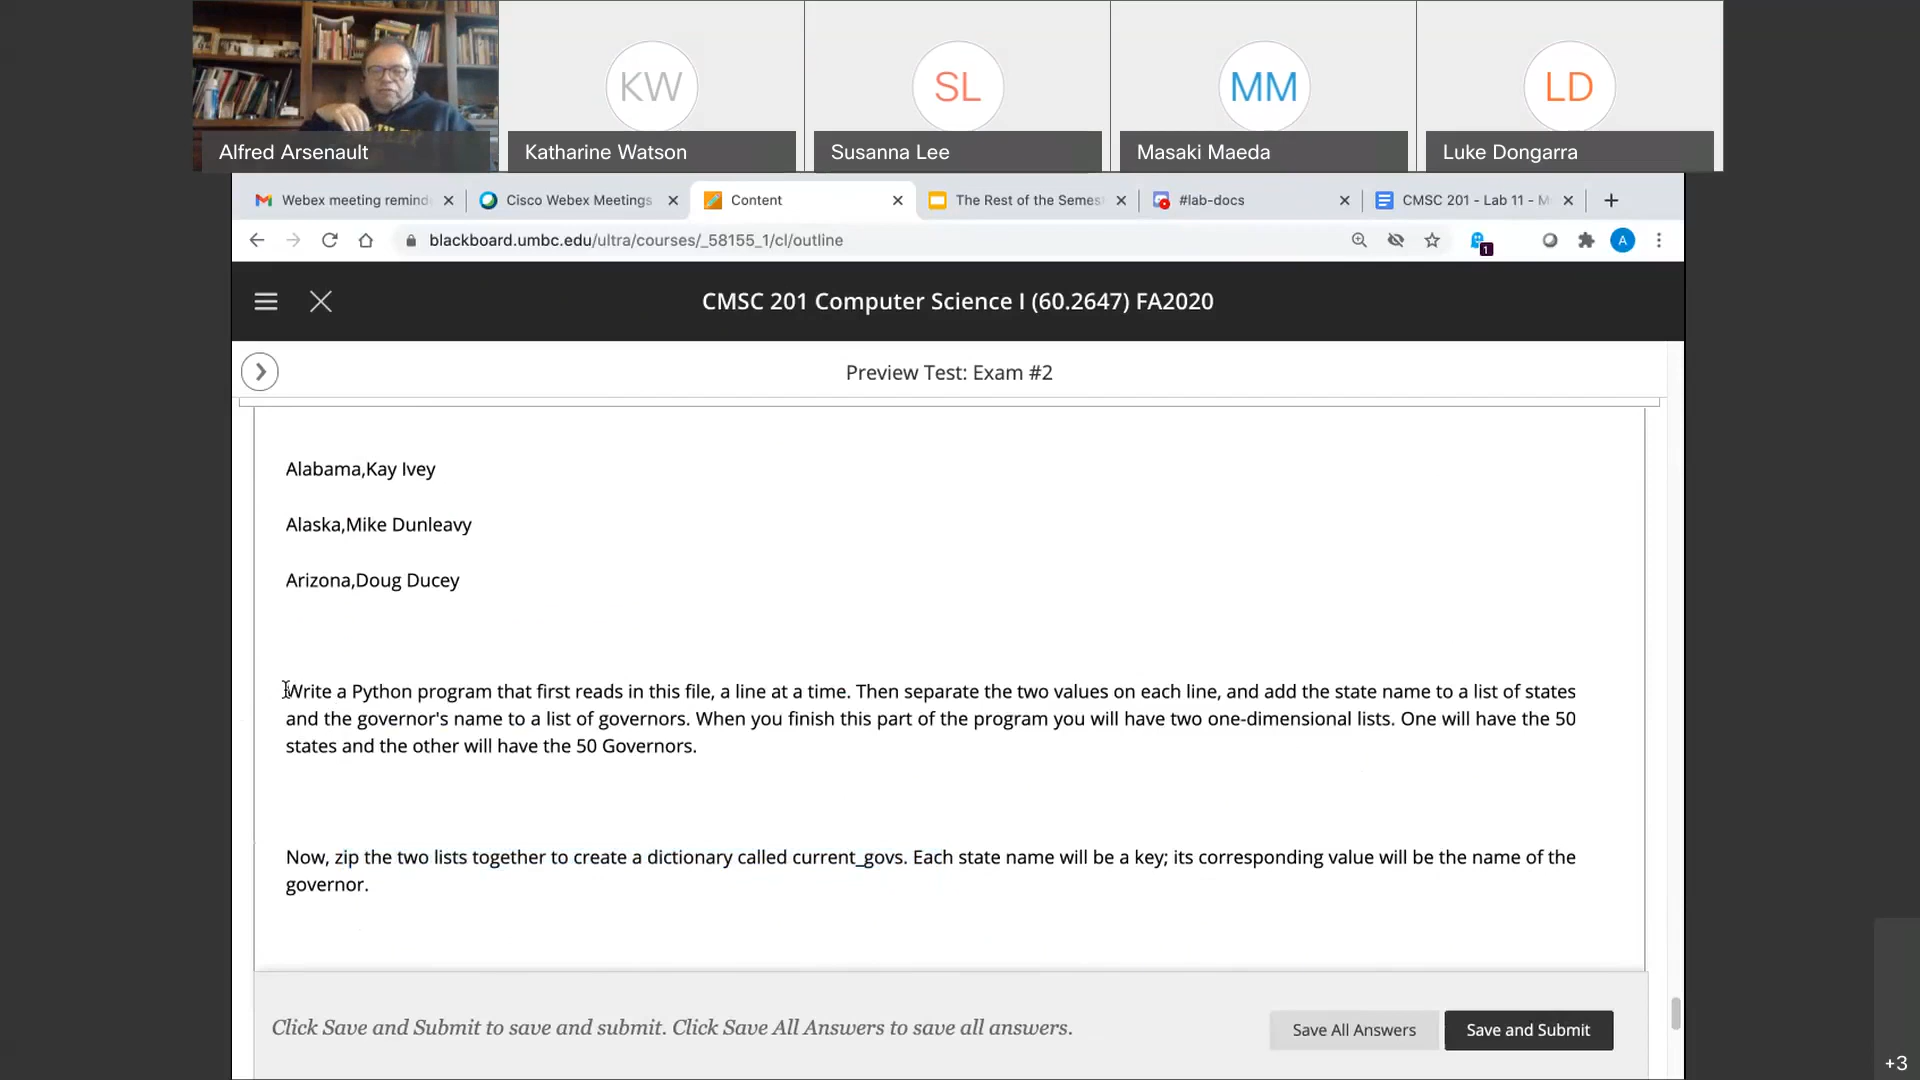 KW
SL
MM
LD
Alfred Arsenault
Katharine Watson
Susanna Lee
Masaki Maeda
Luke Dongarra
Webex meeting remind
Cisco Webex Meetings
Content
The Rest of the Semes
#lab-docs
CMSC 201 - Lab 11 - M
blackboard.umbc.edu/ultra/courses/_58155_1/cl/outline
1
A
CMSC 201 Computer Science I (60.2647) FA2020
Preview Test: Exam #2
Alabama,Kay Ivey
Alaska,Mike Dunleavy
Arizona,Doug Ducey
Write a Python program that first reads in this file, a line at a time. Then separate the two values on each line, and add the state name to a list of states
and the governor's name to a list of governors. When you finish this part of the program you will have two one-dimensional lists. One will have the 50
states and the other will have the 50 Governors.
Now, zip the two lists together to create a dictionary called current_govs. Each state name will be a key; its corresponding value will be the name of the
governor.
Click Save and Submit to save and submit. Click Save All Answers to save all answers.
Save All Answers
Save and Submit
+3